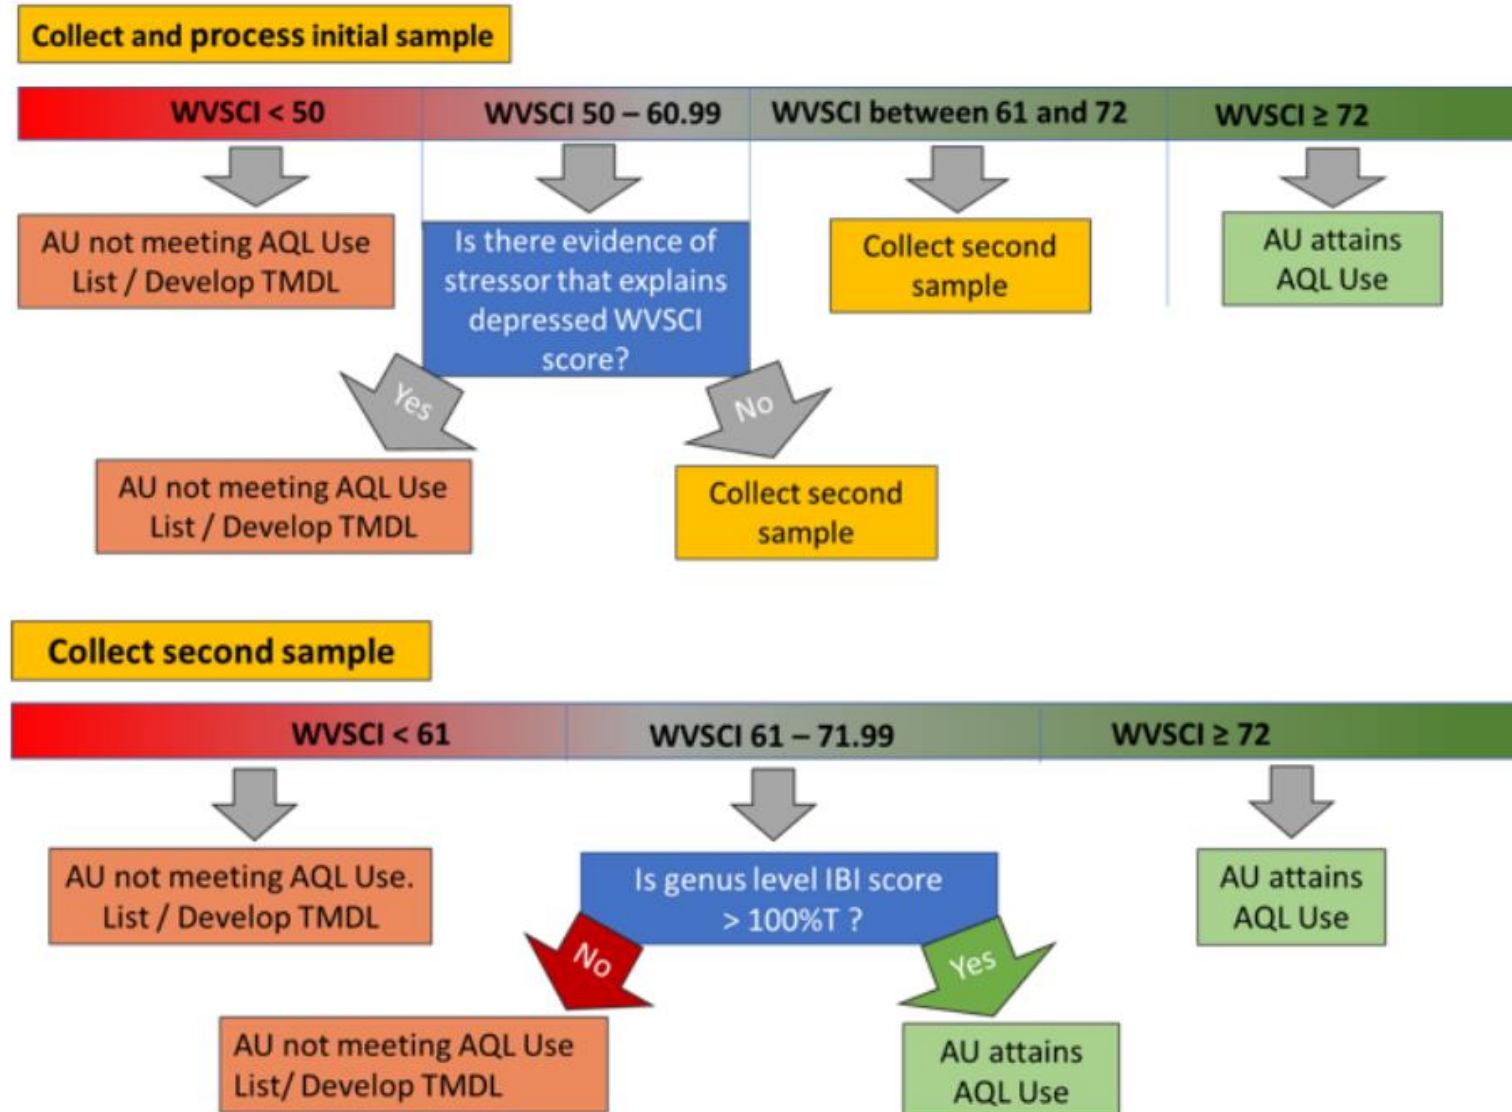 Collect and process initial sample
WVSCI < 50
WVSCI 50 – 60.99
WVSCI between 61 and 72
WVSCI ≥ 72
AU not meeting AQL Use
List / Develop TMDL
Is there evidence of
stressor that explains
depressed WVSCI
score?
Collect second
sample
AU attains
AQL Use
Yes
No
AU not meeting AQL Use
List / Develop TMDL
Collect second
sample
Collect second sample
WVSCI < 61
WVSCI 61 – 71.99
WVSCI ≥ 72
AU not meeting AQL Use.
List / Develop TMDL
Is genus level IBI score
> 100%T ?
AU attains
AQL Use
No
Yes
AU not meeting AQL Use
List/ Develop TMDL
AU attains
AQL Use